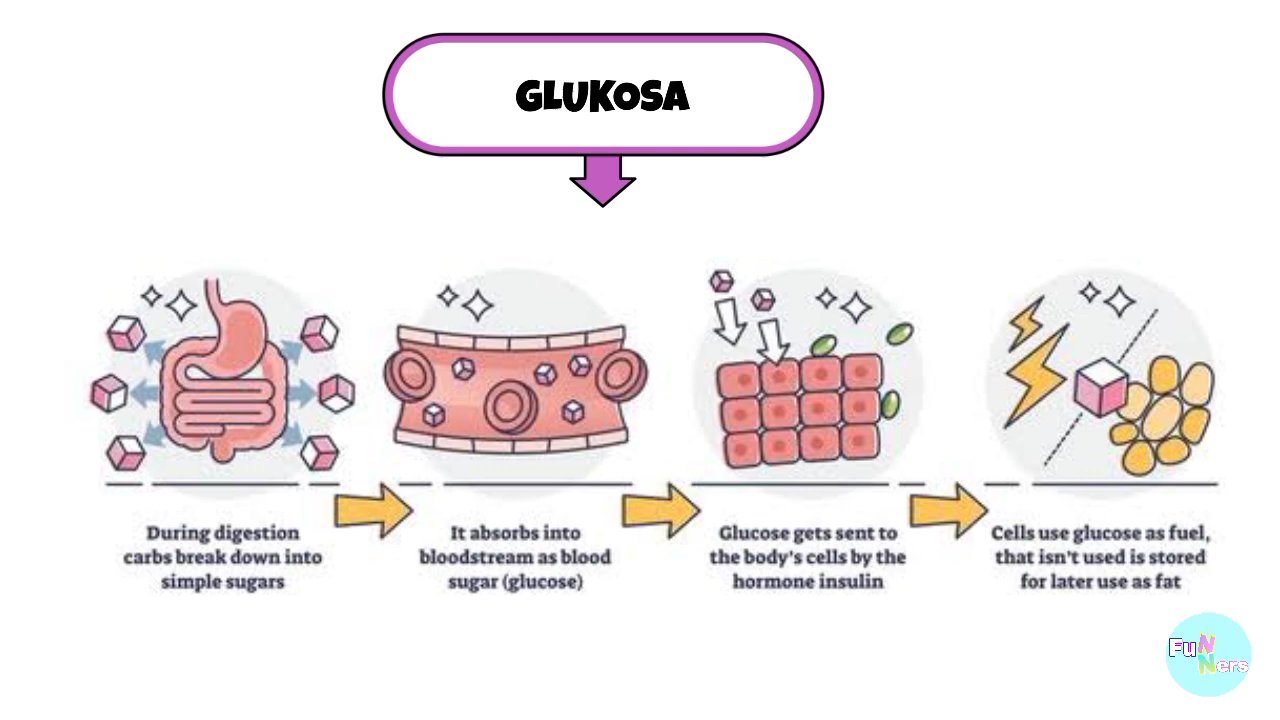 GLUKOSA
During digestion
carbs break down into
simple sugars
It absorbs into
bloodstream as blood
sugar (glucose)
Glucose gets sent to
the body's cells by the
hormone insulin
Cells use glucose as fuel,
that isn't used is stored
for later use as fat
FuN
Ners